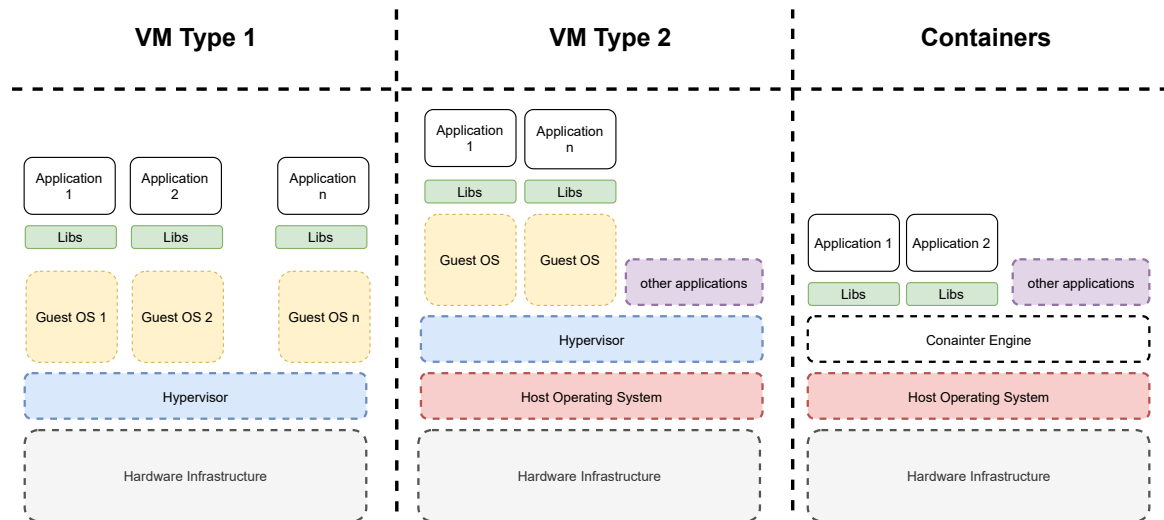 VM Type 1
VM Type 2
Containers
Application
1
Application
2
Application
n
Libs
Libs
Libs
Guest OS 1
Guest OS 2
Guest OS n
Hypervisor
Hardware Infrastructure
Application
1
Application
n
Libs
Libs
Guest OS
Guest OS
other applications
Hypervisor
Host Operating System
Hardware Infrastructure
Application 1
Application 2
Libs
Libs
other applications
Conainter Engine
Host Operating System
Hardware Infrastructure